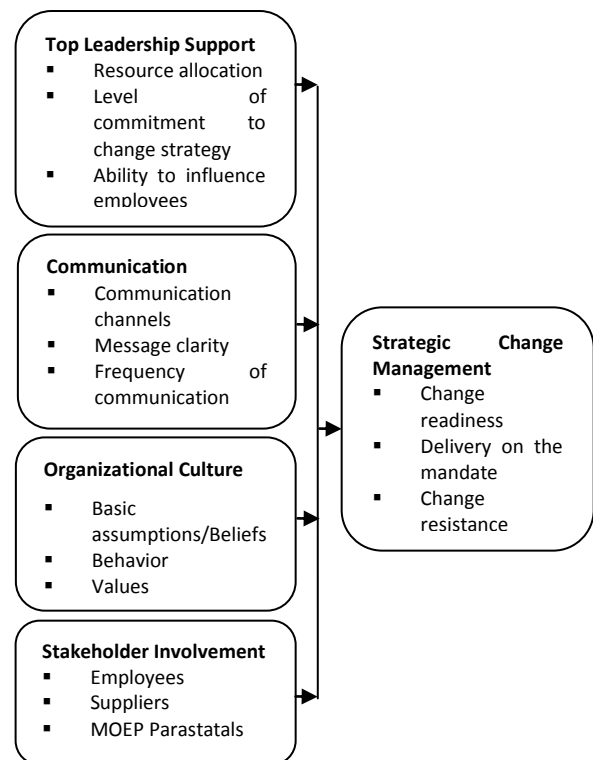 Top Leadership Support
▪ Resource allocation
▪ Level of
commitment to
change strategy
▪ Ability to influence
employees
Communication
▪ Communication
channels
▪ Message clarity
▪ Frequency of
communication
Organizational Culture
▪ Basic
assumptions/Beliefs
▪ Behavior
▪ Values
Stakeholder Involvement
▪ Employees
▪ Suppliers
▪ MOEP Parastatals
Strategic Change
Management
▪ Change
readiness
▪ Delivery on the
mandate
▪ Change
resistance